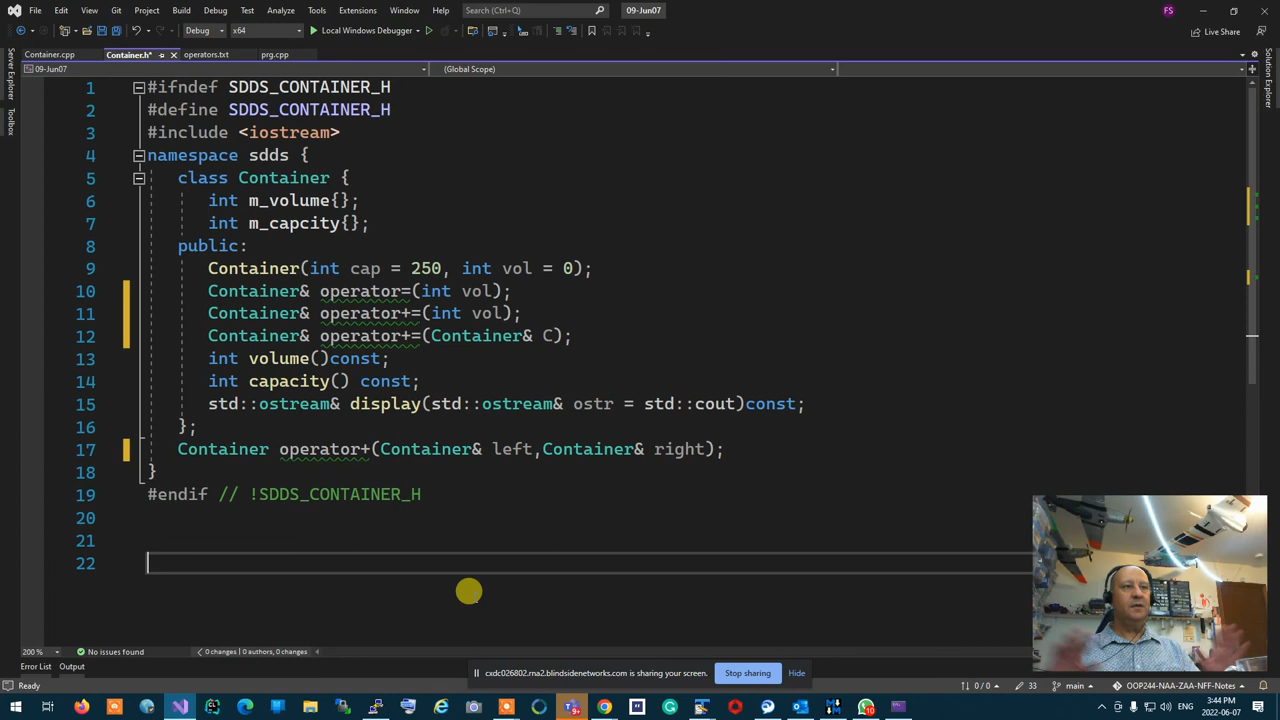 File Edit View Git Project Build Debug Test Analyze Tools Extensions Window Help Search (Ctrl+Q) 09-Jun07 FS
Debug x64 Local Windows Debugger Live Share
Container.cpp Container.h* operators.txt prg.cpp
09-Jun07 (Global Scope)
Server Explorer
Toolbox
Solution Explorer
1 #ifndef SDDS_CONTAINER_H
2 #define SDDS_CONTAINER_H
3 #include <iostream>
4 namespace sdds {
5 class Container {
6 int m_volume{};
7 int m_capcity{};
8 public:
9 Container(int cap = 250, int vol = 0);
10 Container& operator=(int vol);
11 Container& operator+=(int vol);
12 Container& operator+=(Container& C);
13 int volume()const;
14 int capacity() const;
15 std::ostream& display(std::ostream& ostr = std::cout)const;
16 };
17 Container operator+(Container& left,Container& right);
18 }
19 #endif // !SDDS_CONTAINER_H
20
21
22
200 % No issues found 0 changes | 0 authors, 0 changes
Error List Output
cxdc026802.rna2.blindsidenetworks.com is sharing your screen. Stop sharing Hide
Ready 0 / 0 33 main OOP244-NAA-ZAA-NFF-Notes
3:44 PM
2022-06-07